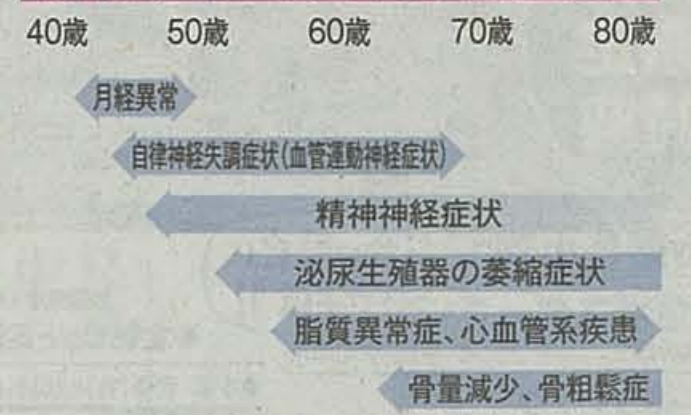 40歳 50歳 60歳 70歳 80歳
月経異常
自律神経失調症状(血管運動神経症状)
精神神経症状
泌尿生殖器の萎縮症状
脂質異常症、心血管系疾患
骨量減少、骨粗鬆症